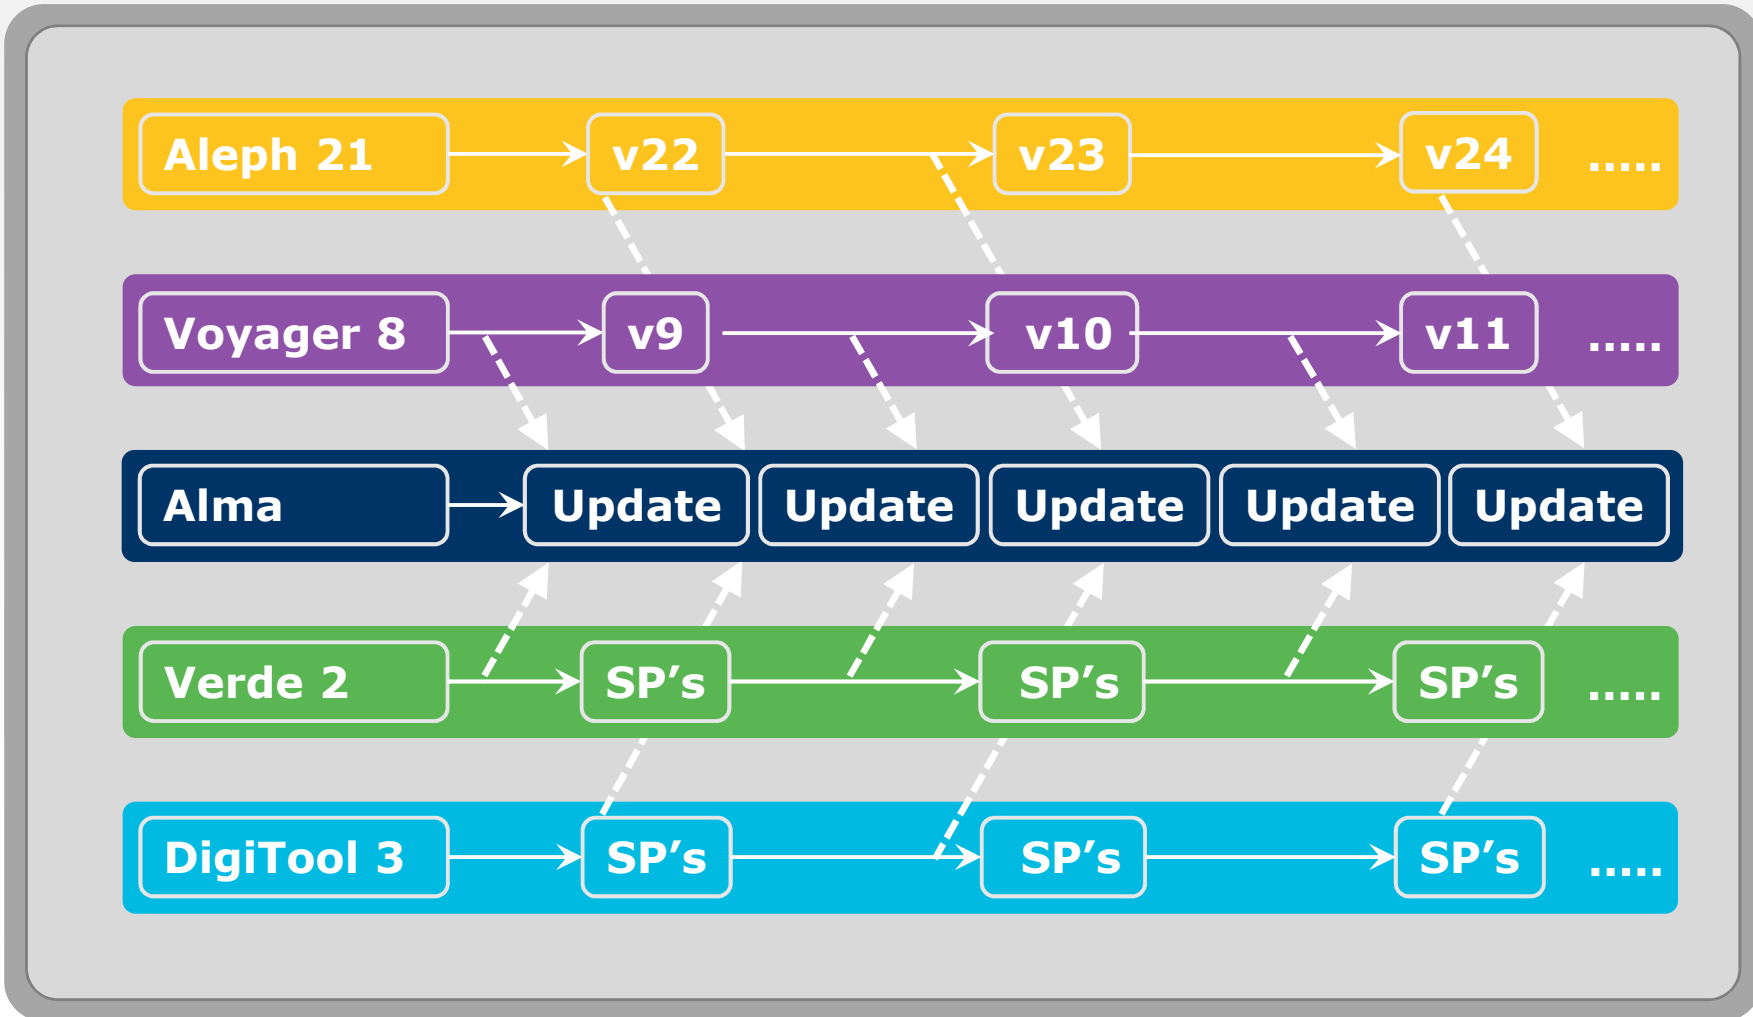 Aleph 21 v22 v23 v24 .....
Voyager 8 v9 v10 v11 .....
Alma Update Update Update Update Update
Verde 2 SP’s SP’s SP’s .....
DigiTool 3 SP’s SP’s SP’s .....